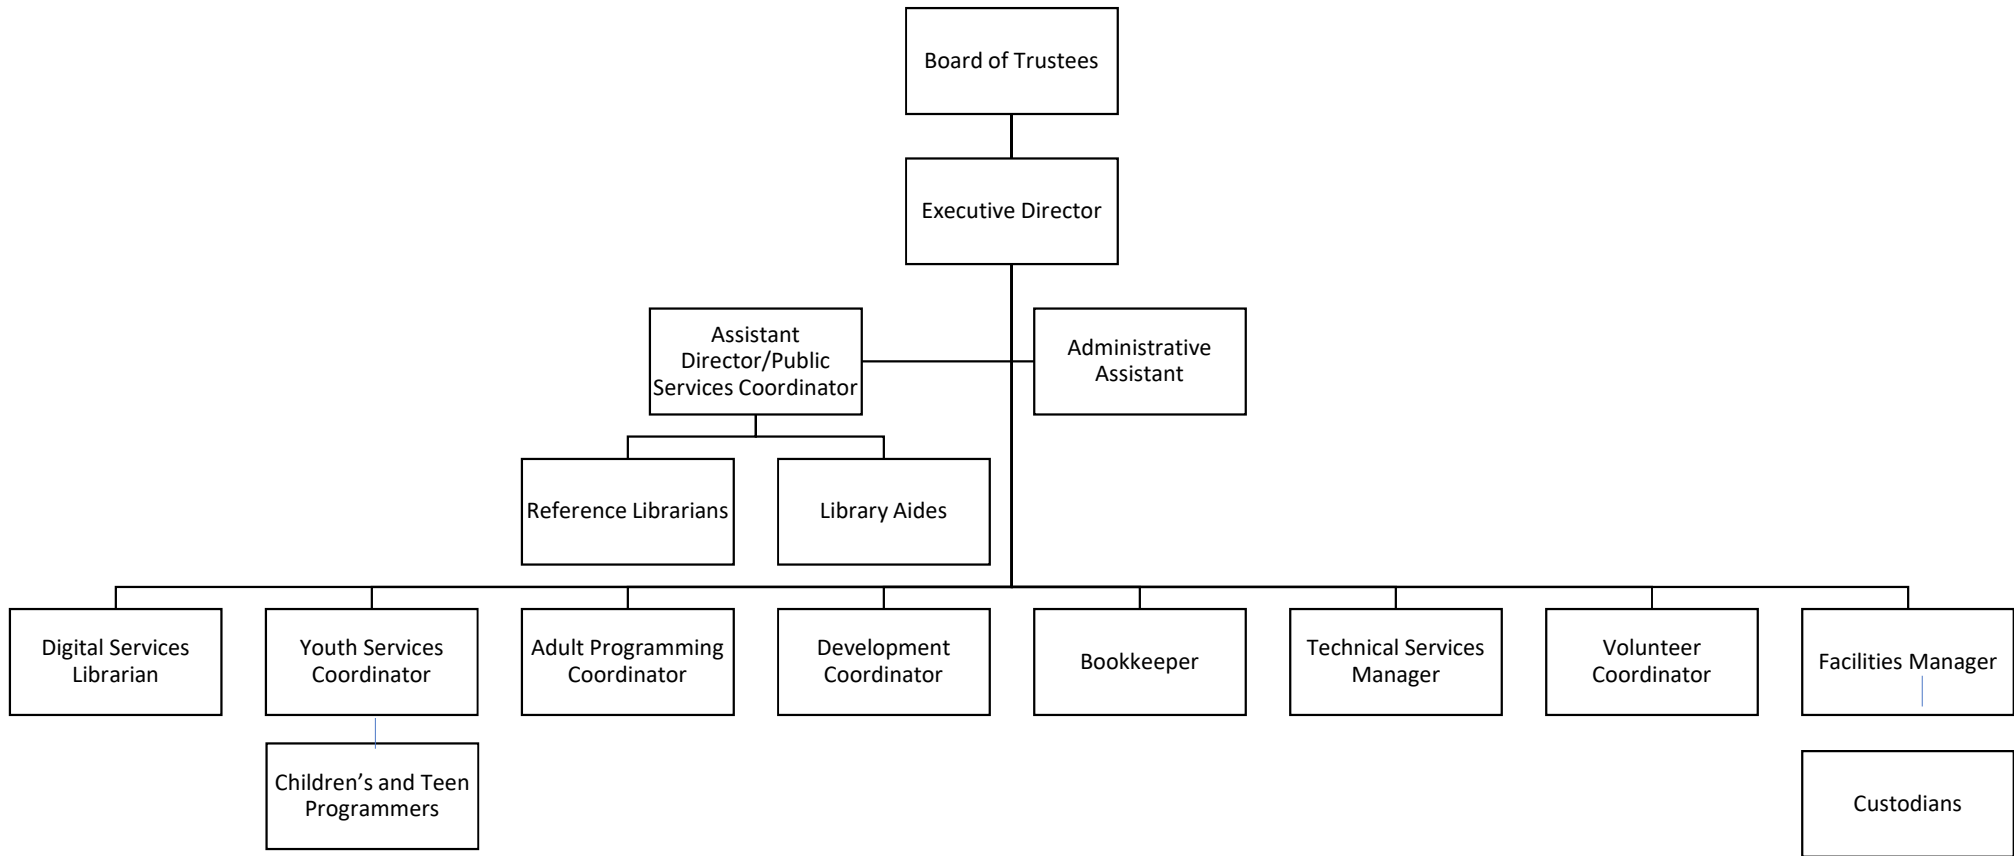 Board of Trustees
Executive Director
Assistant
Director/Public
Services Coordinator
Administrative
Assistant
Reference Librarians
Library Aides
Digital Services
Librarian
Youth Services
Coordinator
Adult Programming
Coordinator
Development
Coordinator
Bookkeeper
Technical Services
Manager
Volunteer
Coordinator
Facilities Manager
Children’s and Teen
Programmers
Custodians